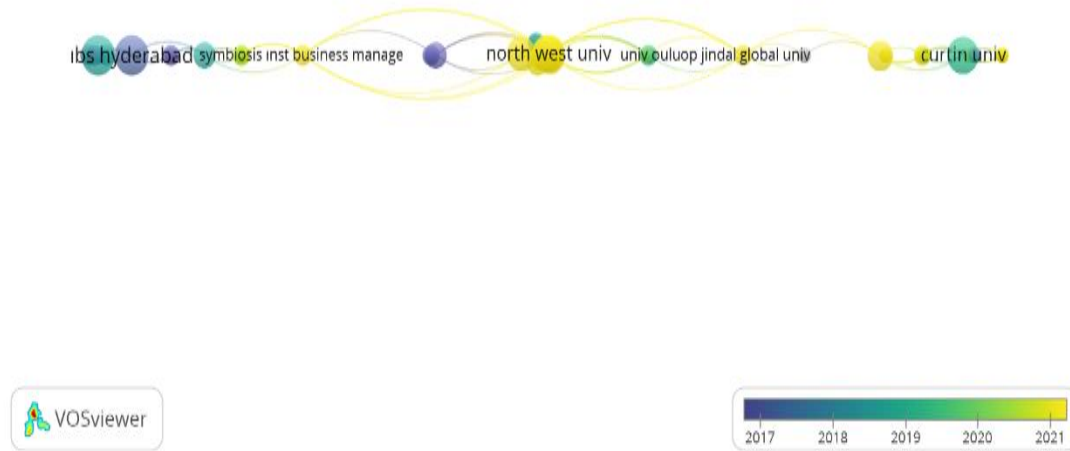 ibs hyderabad symbiosis inst business manage north west univ univ oulu op jindal global univ curtin univ
VOSviewer
2017 2018 2019 2020 2021